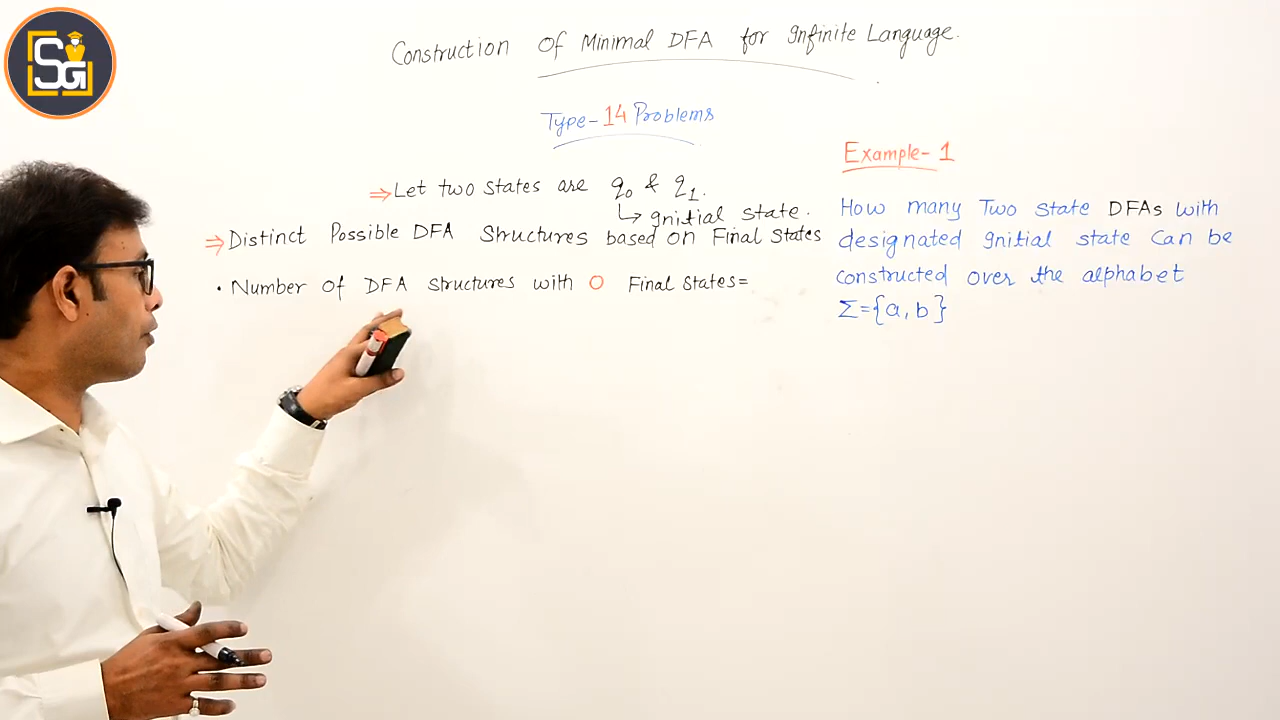 SG
Construction Of Minimal DFA for Infinite Language.
Type-14 Problems
⇒ Let two states are q₀ & q₁.
↳ Initial state.
⇒ Distinct Possible DFA Structures based on Final States
• Number of DFA Structures with 0 Final States=
Example-1
How many Two State DFAs with
designated Initial state can be
constructed over the alphabet
Σ={a, b}